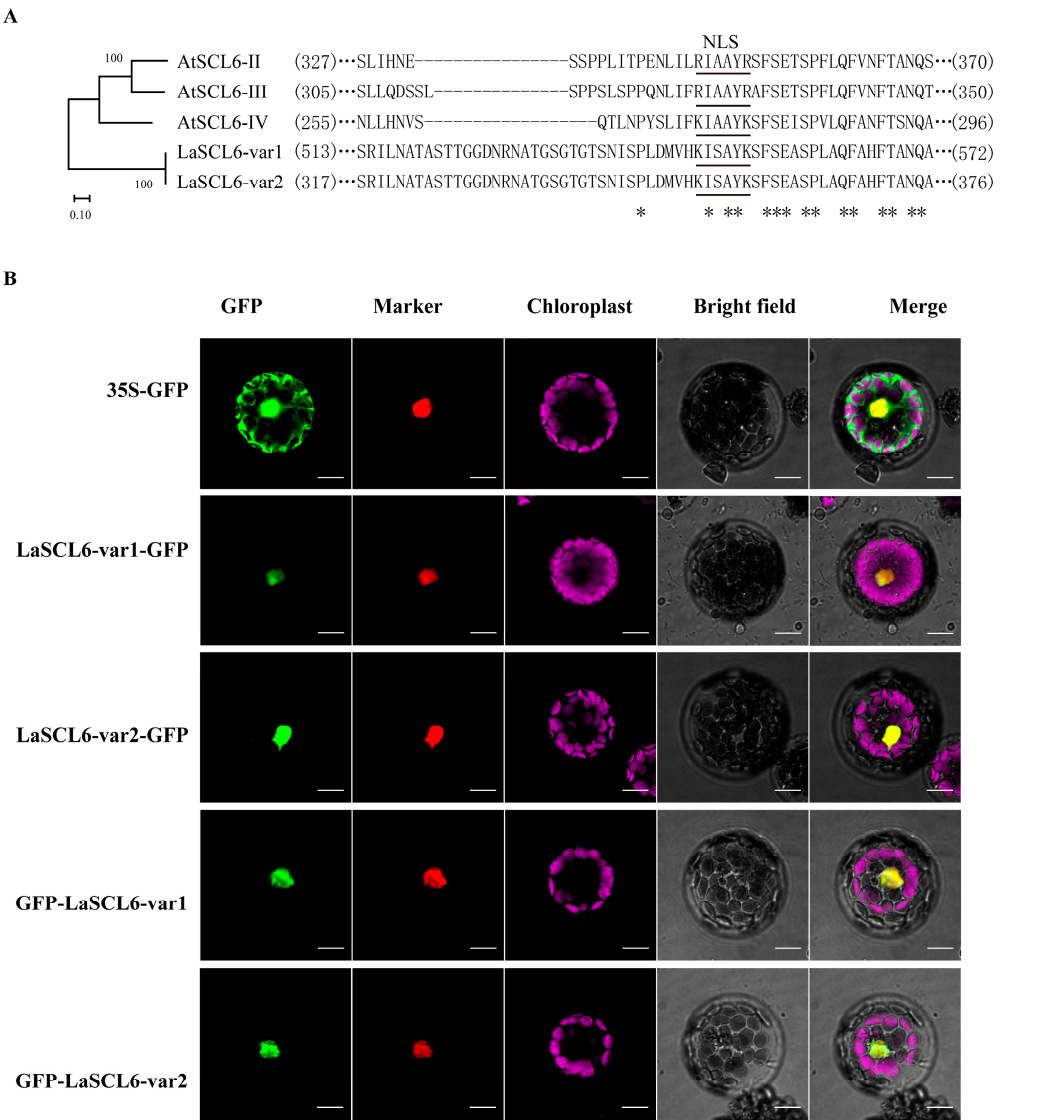 A
NLS
100 AtSCL6-II (327)···SLIHNE-----------------SSPPLITPENLILRIAAYRSFSETSPFLQFVNFTANQS···(370)
AtSCL6-III (305)···SLLQDSSL---------------SPPSLSPPQNLIFRIAAYRAFSETSPFLQFVNFTANQT···(350)
AtSCL6-IV (255)···NLLHNVS-------------------QTLNPYSLIFKIAAYKSFSEISPVLQFANFTSNQA···(296)
LaSCL6-var1 (513)···SRILNATASTTGGDNRNATGSGTGTSNISPLDMVHKISAYKSFSEASPLAQFAHFTANQA···(572)
100 LaSCL6-var2 (317)···SRILNATASTTGGDNRNATGSGTGTSNISPLDMVHKISAYKSFSEASPLAQFAHFTANQA···(376)
* * ** *** ** ** ** **
0.10
B
GFP Marker Chloroplast Bright field Merge
35S-GFP
LaSCL6-var1-GFP
LaSCL6-var2-GFP
GFP-LaSCL6-var1
GFP-LaSCL6-var2